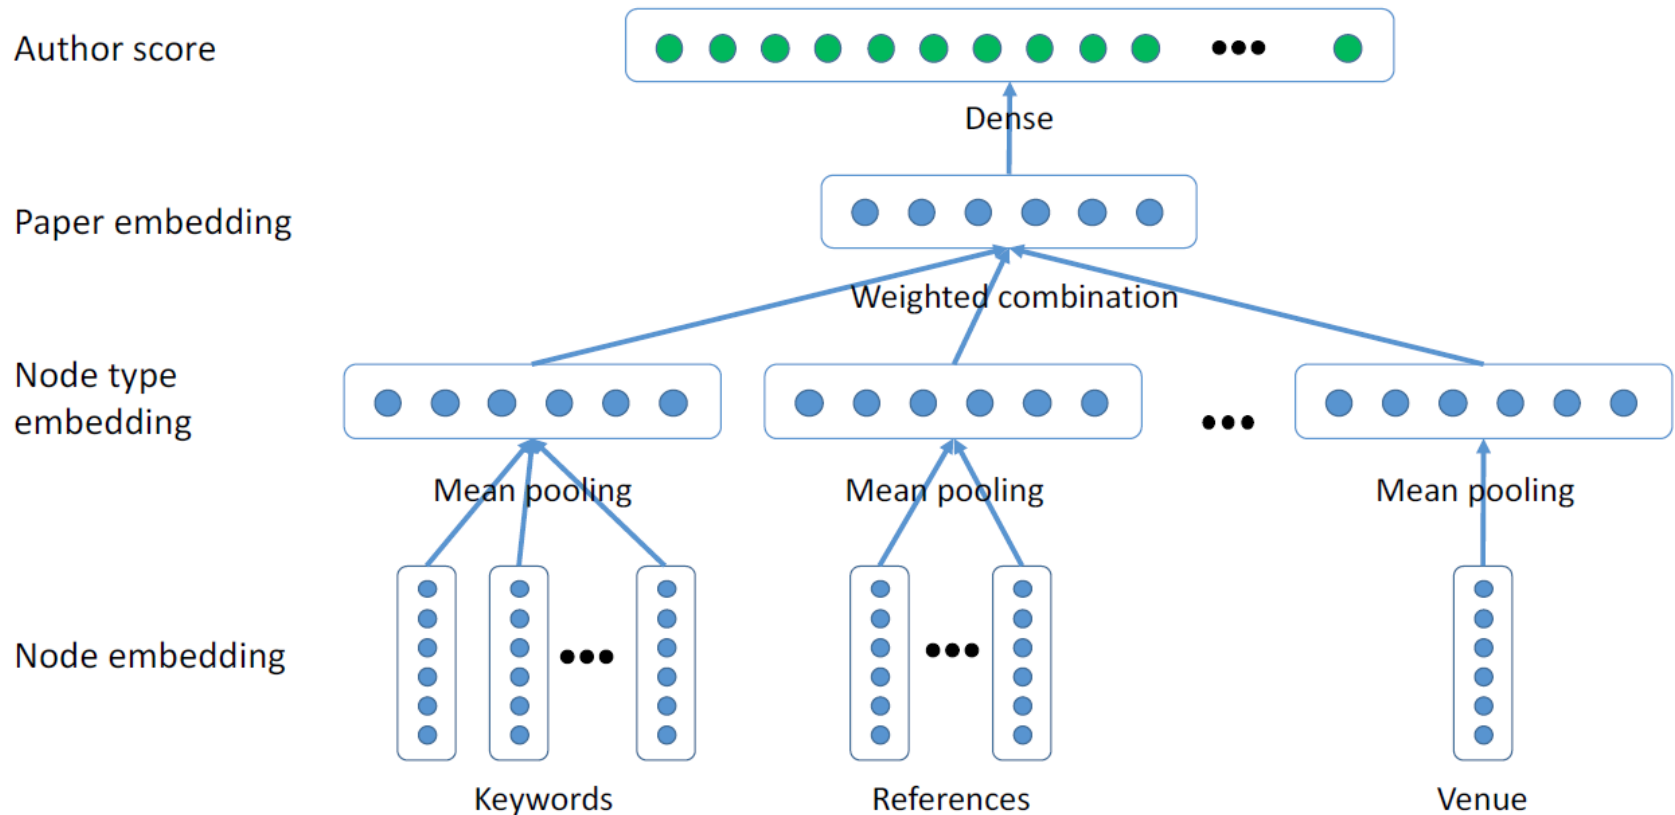 Author score
Dense
Paper embedding
Weighted combination
Node type
embedding
Mean pooling
Mean pooling
Mean pooling
Node embedding
Keywords
References
Venue